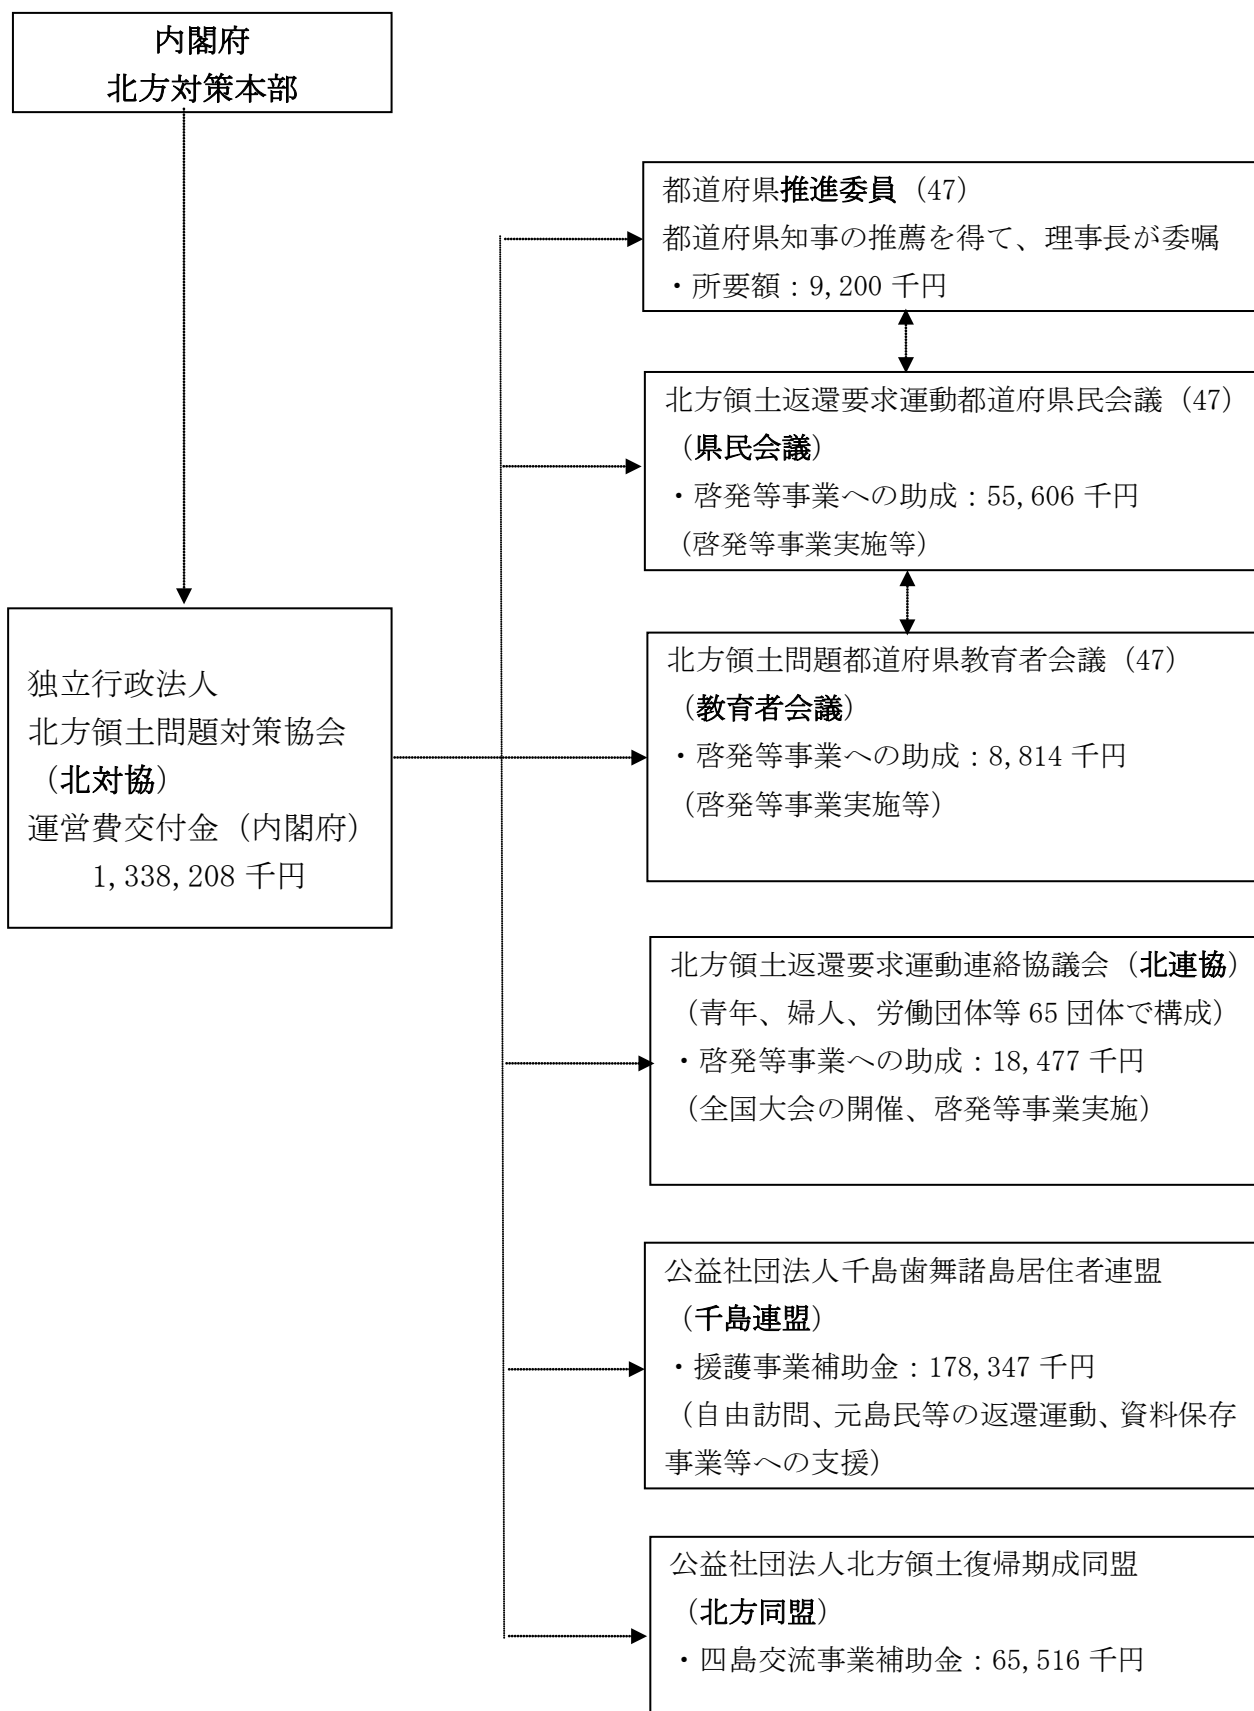 内閣府
北方対策本部
都道府県推進委員（47）
都道府県知事の推薦を得て、理事長が委嘱
・所要額：9,200 千円
北方領土返還要求運動都道府県民会議（47）
（県民会議）
・啓発等事業への助成：55,606 千円
（啓発等事業実施等）
独立行政法人
北方領土問題対策協会
（北対協）
運営費交付金（内閣府）
1,338,208 千円
北方領土問題都道府県教育者会議（47）
（教育者会議）
・啓発等事業への助成：8,814 千円
（啓発等事業実施等）
北方領土返還要求運動連絡協議会（北連協）
（青年、婦人、労働団体等 65 団体で構成）
・啓発等事業への助成：18,477 千円
（全国大会の開催、啓発等事業実施）
公益社団法人千島歯舞諸島居住者連盟
（千島連盟）
・援護事業補助金：178,347 千円
（自由訪問、元島民等の返還運動、資料保存
事業等への支援）
公益社団法人北方領土復帰期成同盟
（北方同盟）
・四島交流事業補助金：65,516 千円